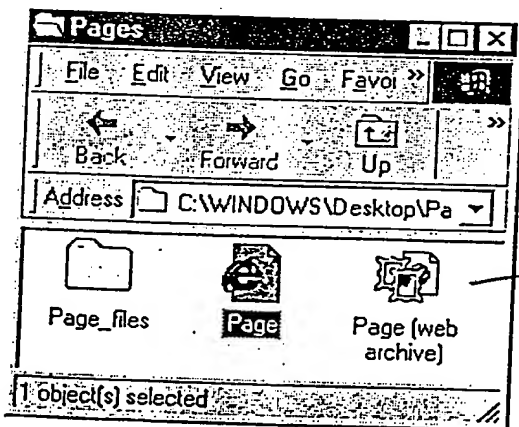 Pages
File Edit View Go Favor »
Back Forward Up »
Address C:\WINDOWS\Desktop\Pa
Page_files Page Page (web
archive)
1 object(s) selected